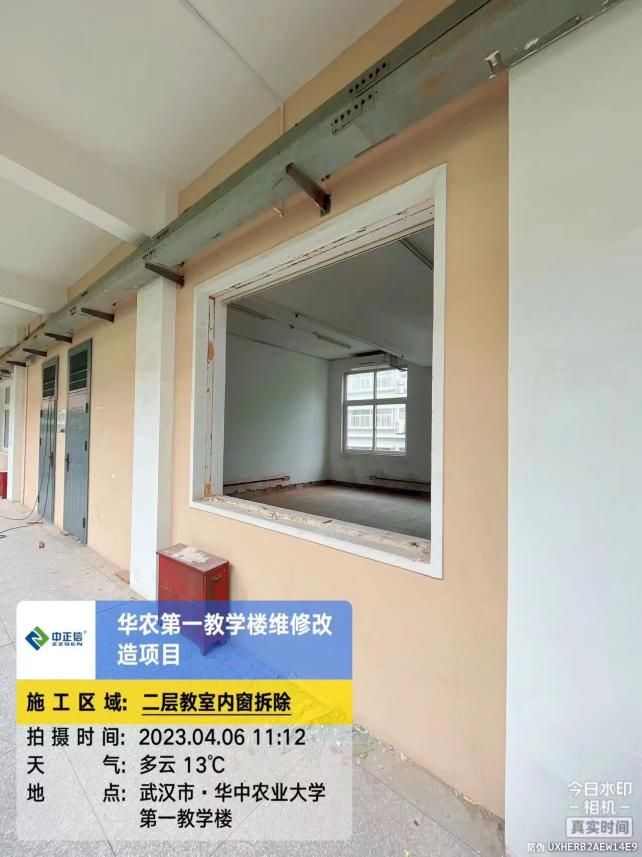 中正信®
ZZSEN
华农第一教学楼维修改
造项目
施工区域: 二层教室内窗拆除
拍摄时间: 2023.04.06 11:12
天气: 多云 13℃
地点: 武汉市·华中农业大学
第一教学楼
今日水印
相机
真实时间
防伪 UXHERB2AEW14E9